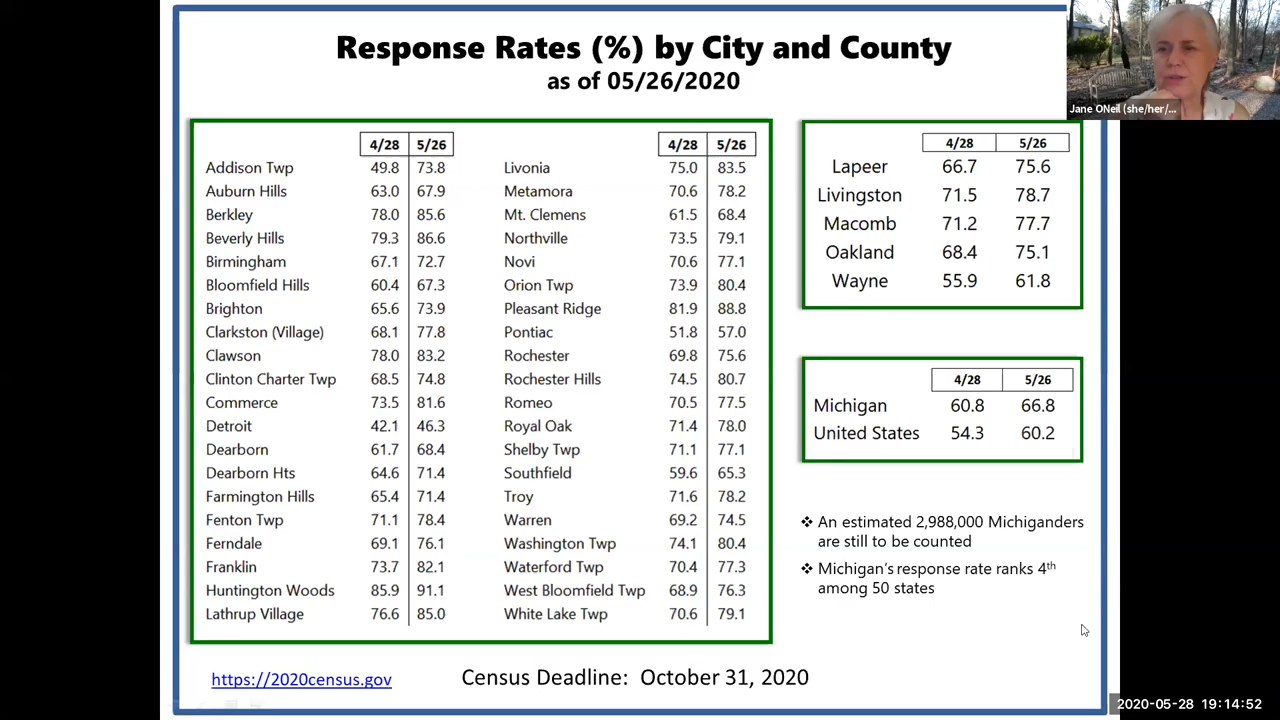 Response Rates (%) by City and County
as of 05/26/2020
Jane ONeil (she/her/...
4/28 5/26
Addison Twp 49.8 73.8
Auburn Hills 63.0 67.9
Berkley 78.0 85.6
Beverly Hills 79.3 86.6
Birmingham 67.1 72.7
Bloomfield Hills 60.4 67.3
Brighton 65.6 73.9
Clarkston (Village) 68.1 77.8
Clawson 78.0 83.2
Clinton Charter Twp 68.5 74.8
Commerce 73.5 81.6
Detroit 42.1 46.3
Dearborn 61.7 68.4
Dearborn Hts 64.6 71.4
Farmington Hills 65.4 71.4
Fenton Twp 71.1 78.4
Ferndale 69.1 76.1
Franklin 73.7 82.1
Huntington Woods 85.9 91.1
Lathrup Village 76.6 85.0
4/28 5/26
Livonia 75.0 83.5
Metamora 70.6 78.2
Mt. Clemens 61.5 68.4
Northville 73.5 79.1
Novi 70.6 77.1
Orion Twp 73.9 80.4
Pleasant Ridge 81.9 88.8
Pontiac 51.8 57.0
Rochester 69.8 75.6
Rochester Hills 74.5 80.7
Romeo 70.5 77.5
Royal Oak 71.4 78.0
Shelby Twp 71.1 77.1
Southfield 59.6 65.3
Troy 71.6 78.2
Warren 69.2 74.5
Washington Twp 74.1 80.4
Waterford Twp 70.4 77.3
West Bloomfield Twp 68.9 76.3
White Lake Twp 70.6 79.1
4/28 5/26
Lapeer 66.7 75.6
Livingston 71.5 78.7
Macomb 71.2 77.7
Oakland 68.4 75.1
Wayne 55.9 61.8
4/28 5/26
Michigan 60.8 66.8
United States 54.3 60.2
❖ An estimated 2,988,000 Michiganders
are still to be counted
❖ Michigan's response rate ranks 4th
among 50 states
https://2020census.gov
Census Deadline: October 31, 2020
2020-05-28 19:14:52